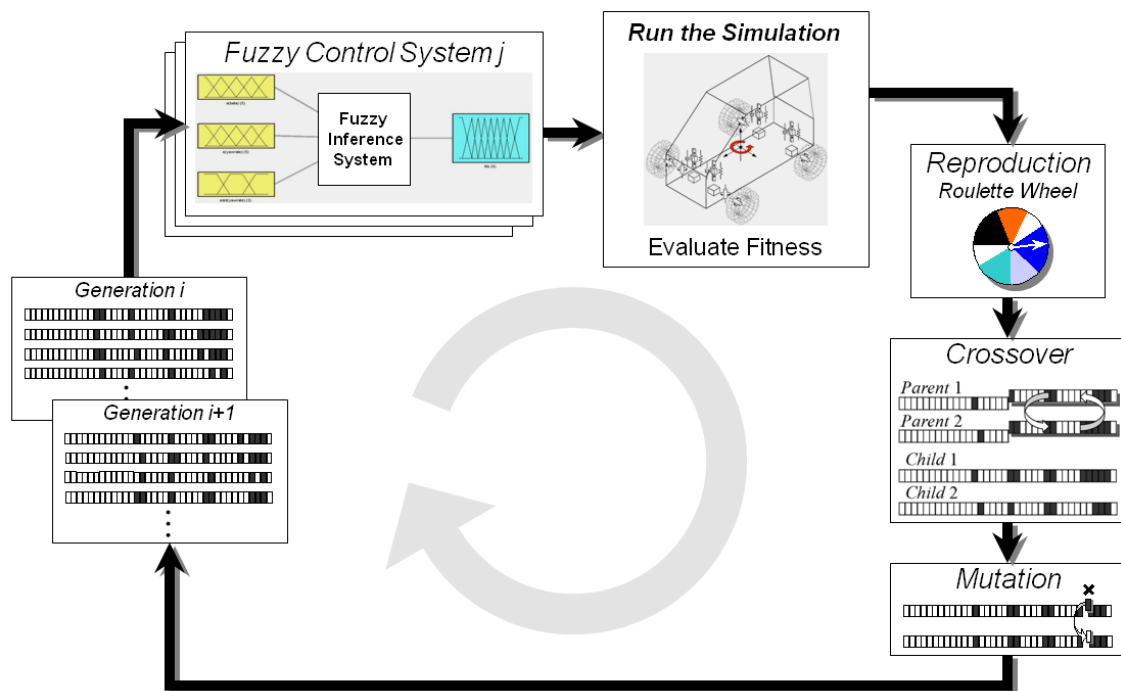 Fuzzy Control System j
Fuzzy
Inference
System
Run the Simulation
Evaluate Fitness
Reproduction
Roulette Wheel
Generation i
Generation i+1
Crossover
Parent 1
Parent 2
Child 1
Child 2
Mutation